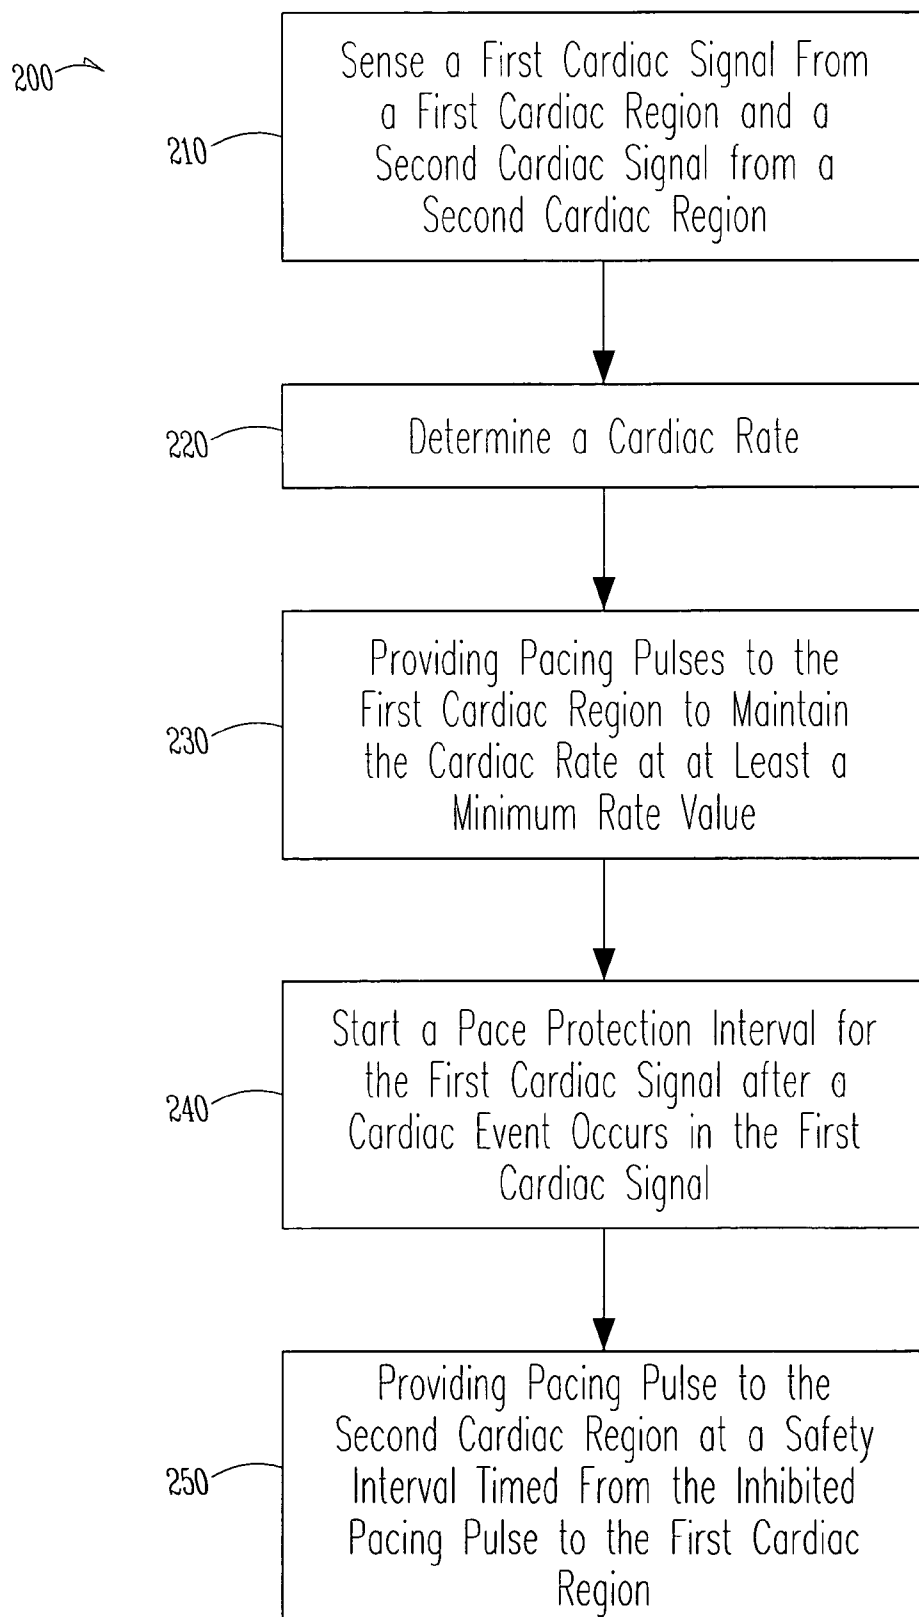 200
Sense a First Cardiac Signal From
a First Cardiac Region and a
Second Cardiac Signal from a
Second Cardiac Region
210
Determine a Cardiac Rate
220
Providing Pacing Pulses to the
First Cardiac Region to Maintain
the Cardiac Rate at at Least a
Minimum Rate Value
230
Start a Pace Protection Interval for
the First Cardiac Signal after a
Cardiac Event Occurs in the First
Cardiac Signal
240
Providing Pacing Pulse to the
Second Cardiac Region at a Safety
Interval Timed From the Inhibited
Pacing Pulse to the First Cardiac
Region
250